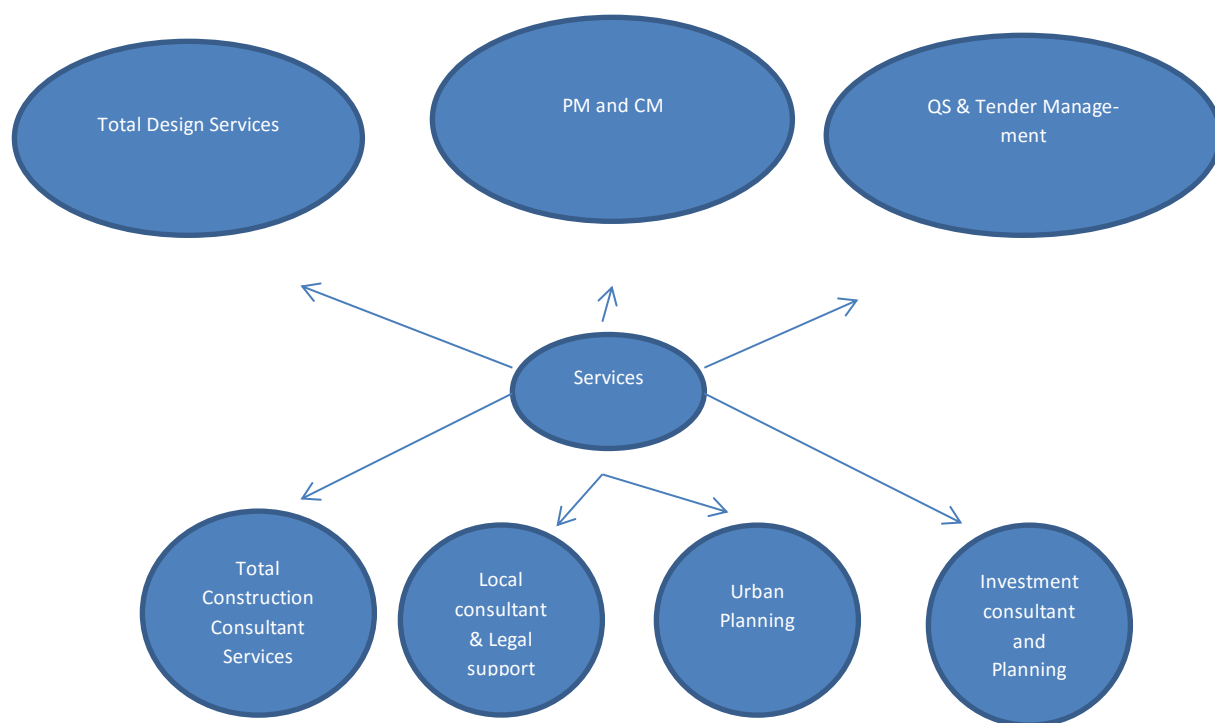 Total Design Services
PM and CM
QS & Tender Manage-
ment
Services
Total
Construction
Consultant
Services
Local
consultant
& Legal
support
Urban
Planning
Investment
consultant
and
Planning